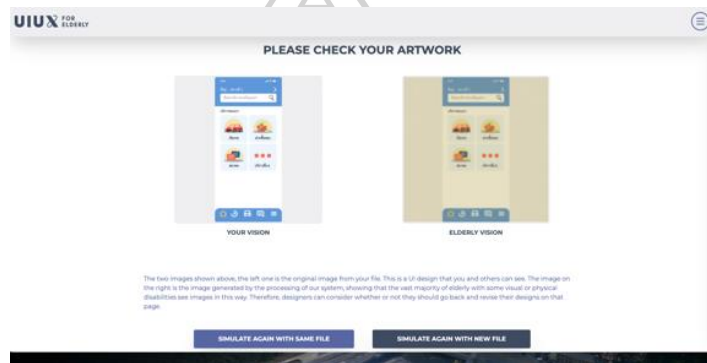 UIUX FOR
ELDERLY
PLEASE CHECK YOUR ARTWORK
YOUR VISION
ELDERLY VISION
The two images shown above, the left one is the original image from your file. This is a UI design that you and others can see. The image on
the right is the image generated by the processing of our system, showing that the vast majority of elderly with some visual or physical
disabilities see images in this way. Therefore, designers can consider whether or not they should go back and revise their designs on that
page.
SIMULATE AGAIN WITH SAME FILE
SIMULATE AGAIN WITH NEW FILE